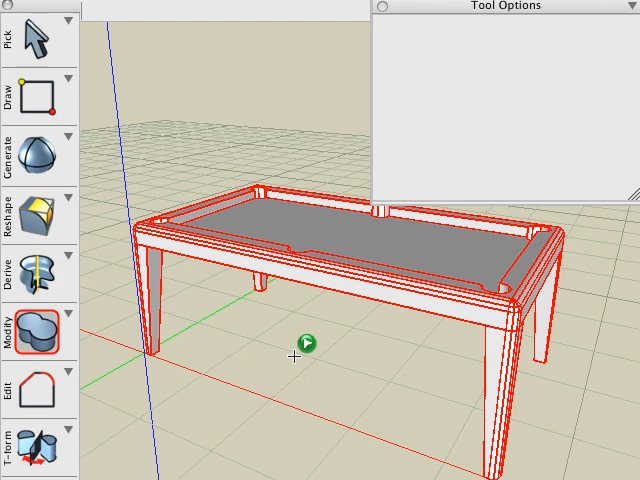 Tool Options
Pick
Draw
Generate
Reshape
Derive
Modify
Edit
T-form